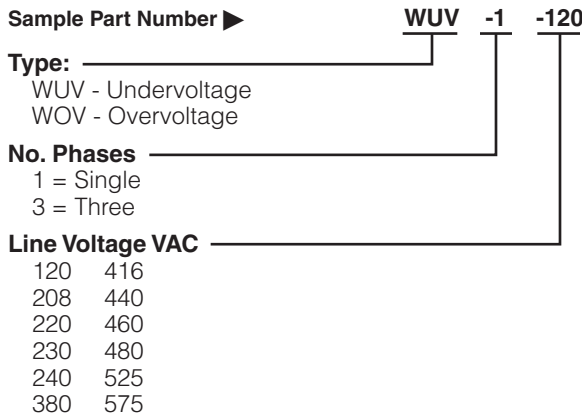 Sample Part Number ▶ WUV -1 -120
Type:
WUV - Undervoltage
WOV - Overvoltage
No. Phases
1 = Single
3 = Three
Line Voltage VAC
120 416
208 440
220 460
230 480
240 525
380 575